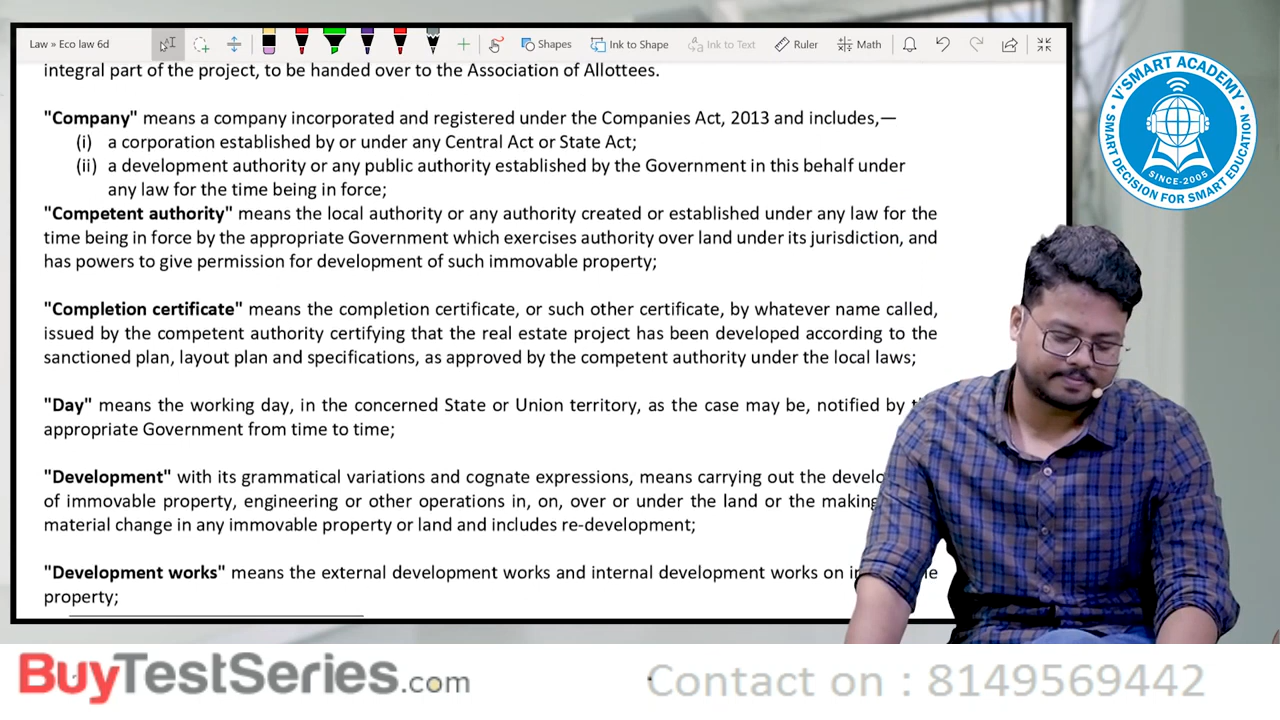 Law » Eco law 6d
Shapes
Ink to Shape
Ink to Text
Ruler
Math
integral part of the project, to be handed over to the Association of Allottees.
"Company" means a company incorporated and registered under the Companies Act, 2013 and includes,—
(i) a corporation established by or under any Central Act or State Act;
(ii) a development authority or any public authority established by the Government in this behalf under
any law for the time being in force;
"Competent authority" means the local authority or any authority created or established under any law for the
time being in force by the appropriate Government which exercises authority over land under its jurisdiction, and
has powers to give permission for development of such immovable property;
"Completion certificate" means the completion certificate, or such other certificate, by whatever name called,
issued by the competent authority certifying that the real estate project has been developed according to the
sanctioned plan, layout plan and specifications, as approved by the competent authority under the local laws;
"Day" means the working day, in the concerned State or Union territory, as the case may be, notified by
appropriate Government from time to time;
"Development" with its grammatical variations and cognate expressions, means carrying out the
of immovable property, engineering or other operations in, on, over or under the land or the making
material change in any immovable property or land and includes re-development;
"Development works" means the external development works and internal development works on
property;
V'SMART ACADEMY
SINCE-2005
SMART DECISION FOR SMART EDUCATION
BuyTestSeries.com
Contact on : 8149569442